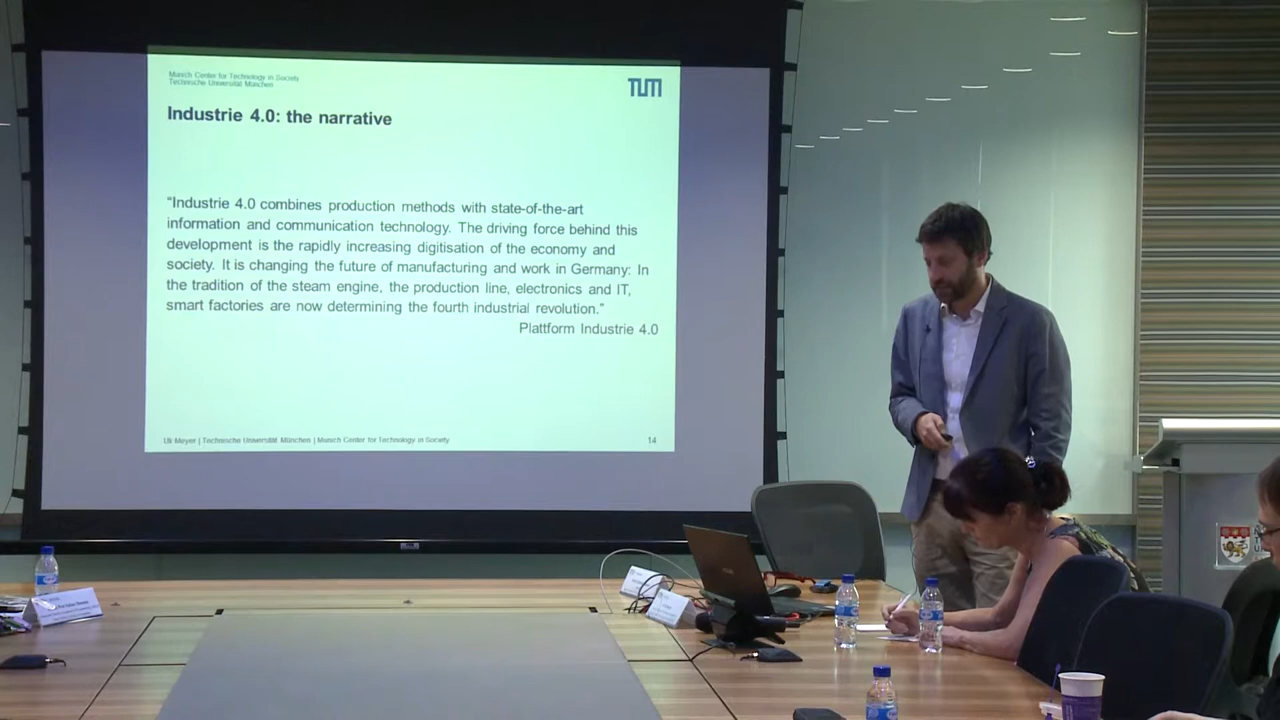 Munich Center for Technology in Society
Technische Universität München
TUM
Industrie 4.0: the narrative
“Industrie 4.0 combines production methods with state-of-the-art
information and communication technology. The driving force behind this
development is the rapidly increasing digitisation of the economy and
society. It is changing the future of manufacturing and work in Germany: In
the tradition of the steam engine, the production line, electronics and IT,
smart factories are now determining the fourth industrial revolution.”
Plattform Industrie 4.0
Uli Meyer | Technische Universität München | Munich Center for Technology in Society
14